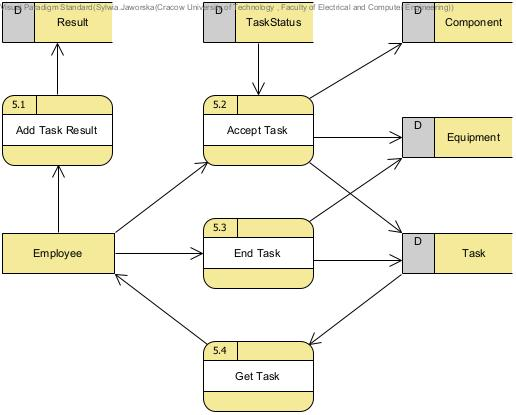 Visual Paradigm Standard(Sylwia Jaworska(Cracow University of Technology , Faculty of Electrical and Computer Engineering))
D Result
D TaskStatus
D Component
5.1
Add Task Result
5.2
Accept Task
D
Equipment
5.3
Employee
End Task
D
Task
5.4
Get Task